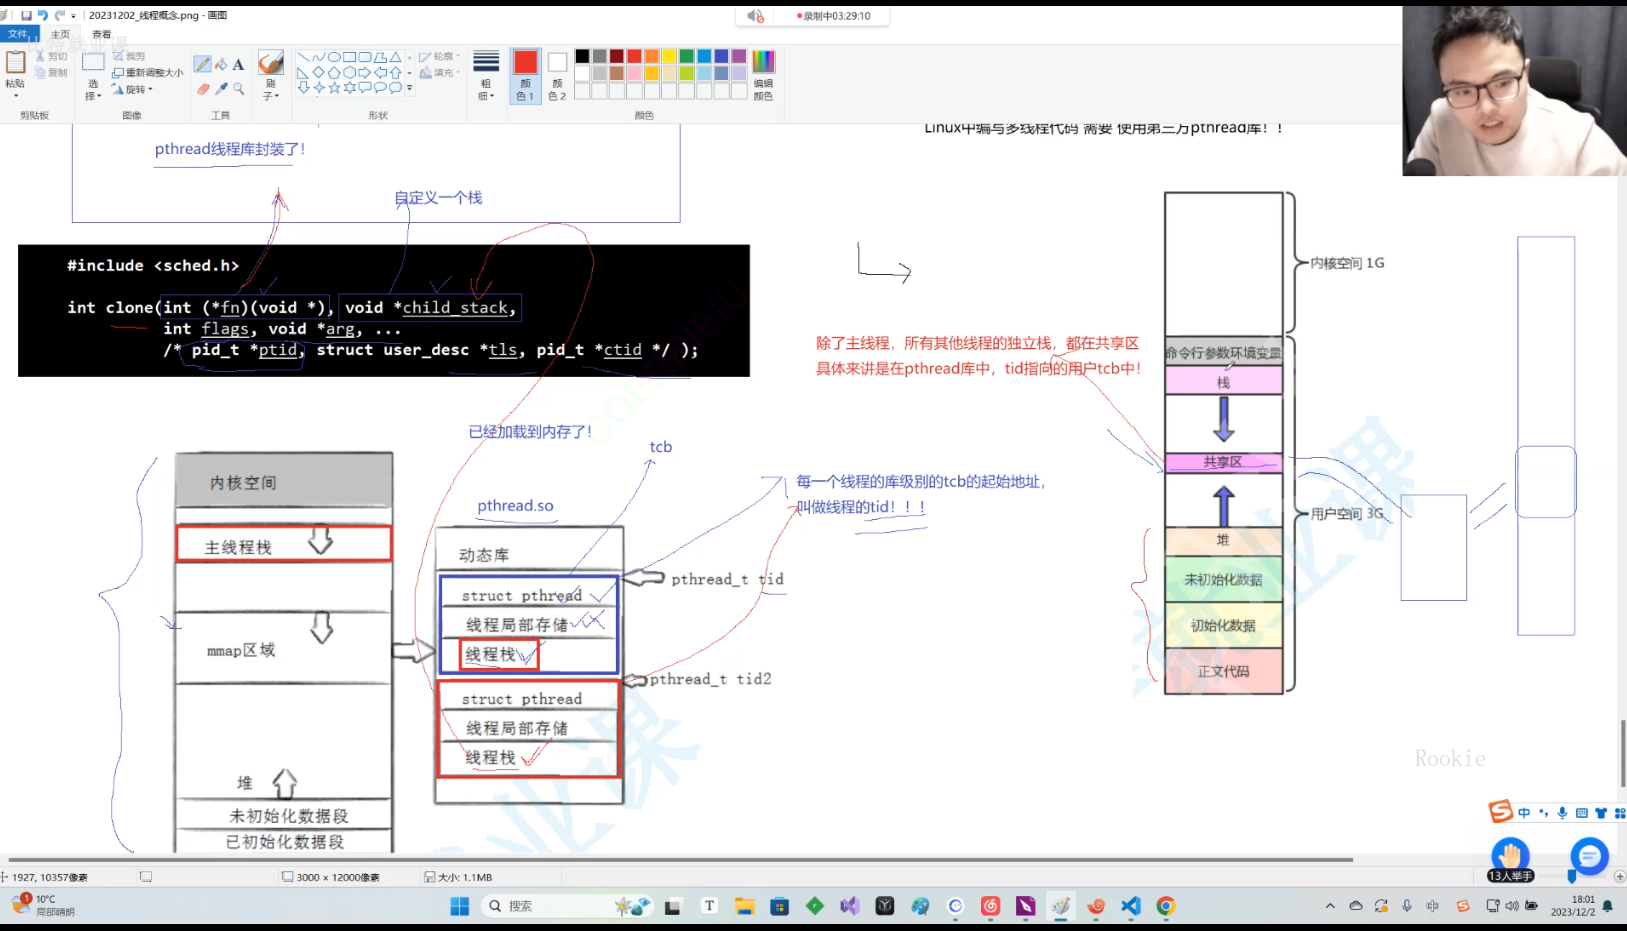 20231202_线程概念.png - 画图
录制中03:29:10
文件
主页
查看
比特就业课
粘贴
剪切
复制
剪贴板
选择
裁剪
重新调整大小
旋转
图像
A
工具
刷子
轮廓
填充
形状
粗细
颜色 1
颜色 2
编辑颜色
颜色
pthread线程库封装了!
自定义一个栈
Linux中编与多线程代码 需要 使用第三方pthread库！！
#include <sched.h>
int clone(int (*fn)(void *), void *child_stack,
int flags, void *arg, ...
/* pid_t *ptid, struct user_desc *tls, pid_t *ctid */ );
除了主线程，所有其他线程的独立栈，都在共享区
具体来讲是在pthread库中，tid指向的用户tcb中！
已经加载到内存了!
tcb
pthread.so
每一个线程的库级别的tcb的起始地址,
叫做线程的tid！！！
内核空间
主线程栈
mmap区域
堆
未初始化数据段
已初始化数据段
动态库
struct pthread
线程局部存储
线程栈
struct pthread
线程局部存储
线程栈
pthread_t tid
pthread_t tid2
内核空间 1G
命令行参数环境变量
栈
共享区
用户空间 3G
堆
未初始化数据
初始化数据
正文代码
就业课
业课
Rookie
中
13人举手
1927, 10357像素
3000 × 12000像素
大小: 1.1MB
10°C
局部晴朗
搜索
中
18:01
2023/12/2